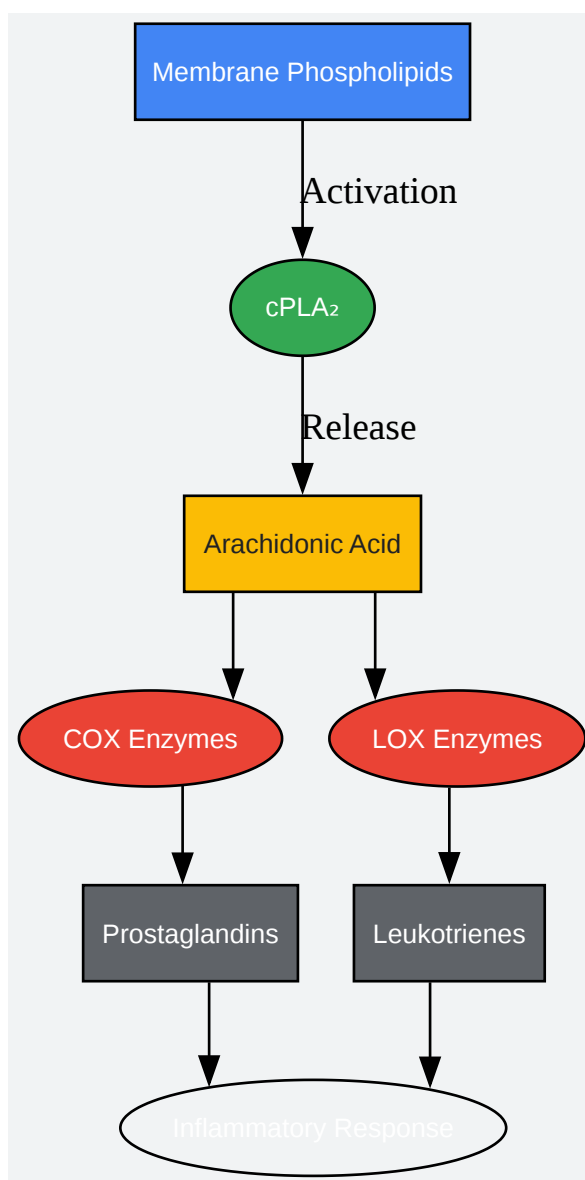 Membrane Phospholipids
Activation
cPLA₂
Release
Arachidonic Acid
COX Enzymes
LOX Enzymes
Prostaglandins
Leukotrienes
Inflammatory Response